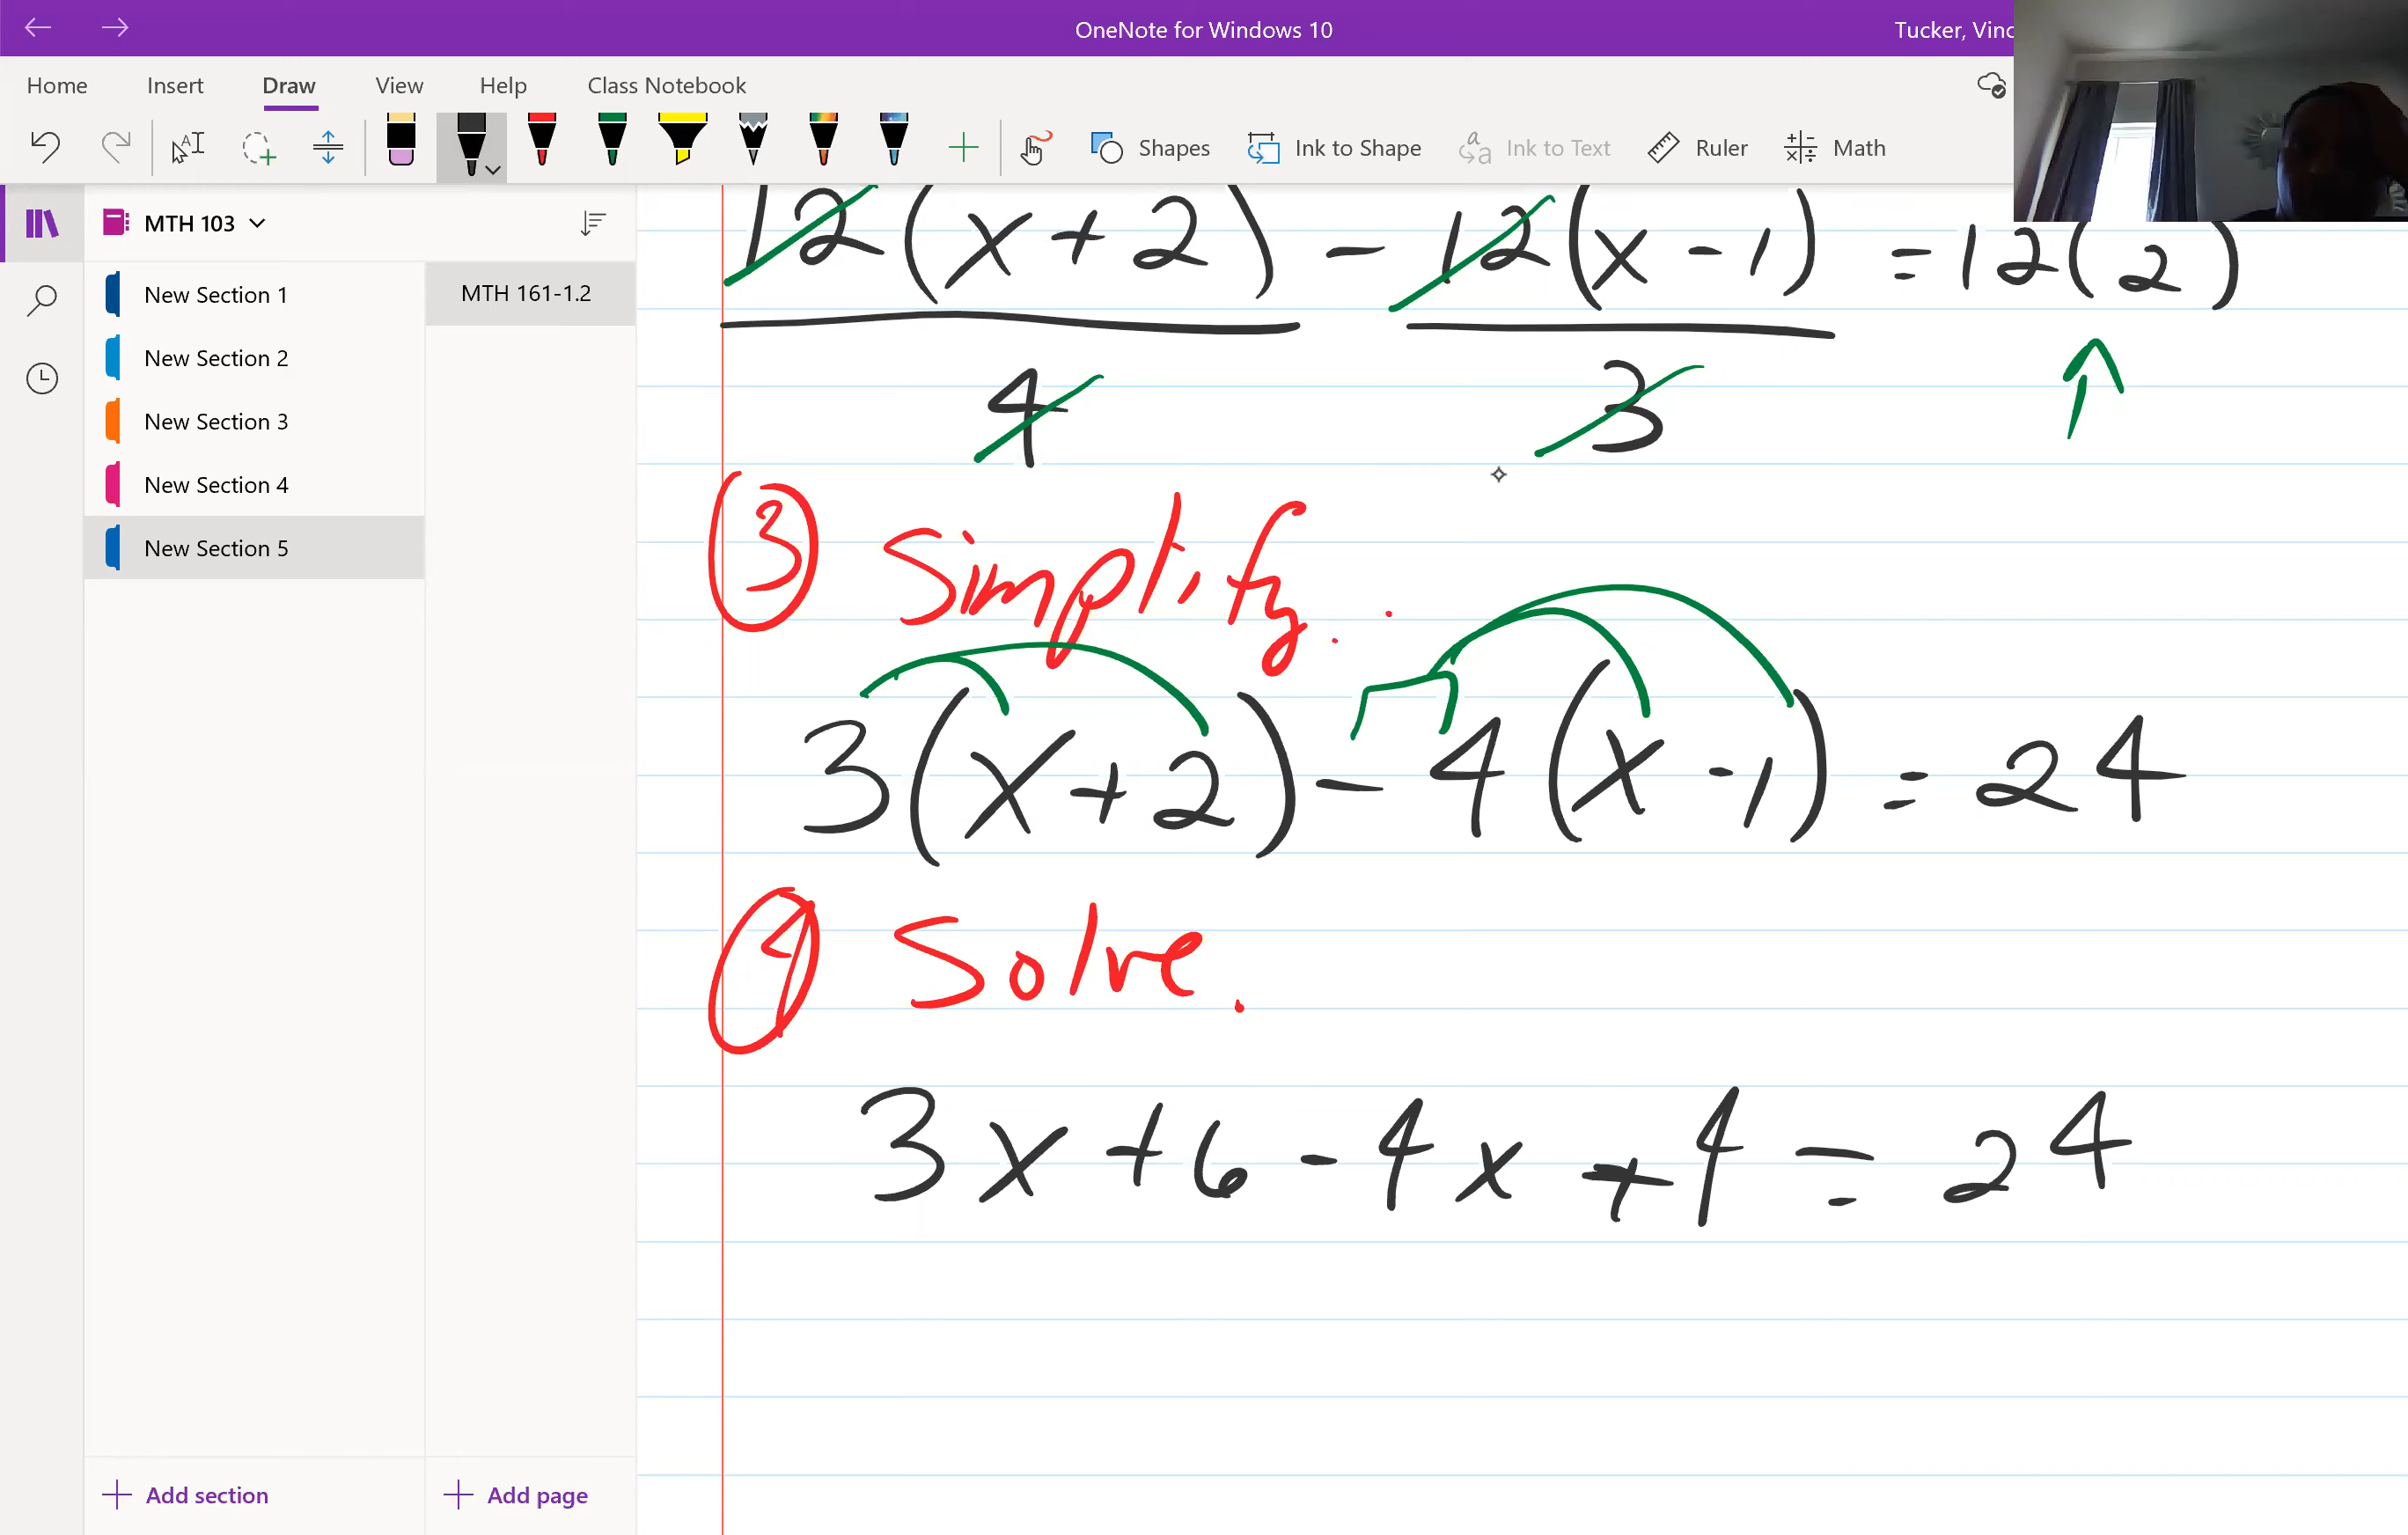 OneNote for Windows 10
Tucker, Vinc
Home Insert Draw View Help Class Notebook
Shapes Ink to Shape Ink to Text Ruler Math
MTH 103
New Section 1
New Section 2
New Section 3
New Section 4
New Section 5
MTH 161-1.2
12(x+2) - 12(x-1) = 12(2)
4 3
③ Simplify.
3(x+2) - 4(x-1) = 24
④ Solve.
3x+6-4x+4=24
Add section
Add page